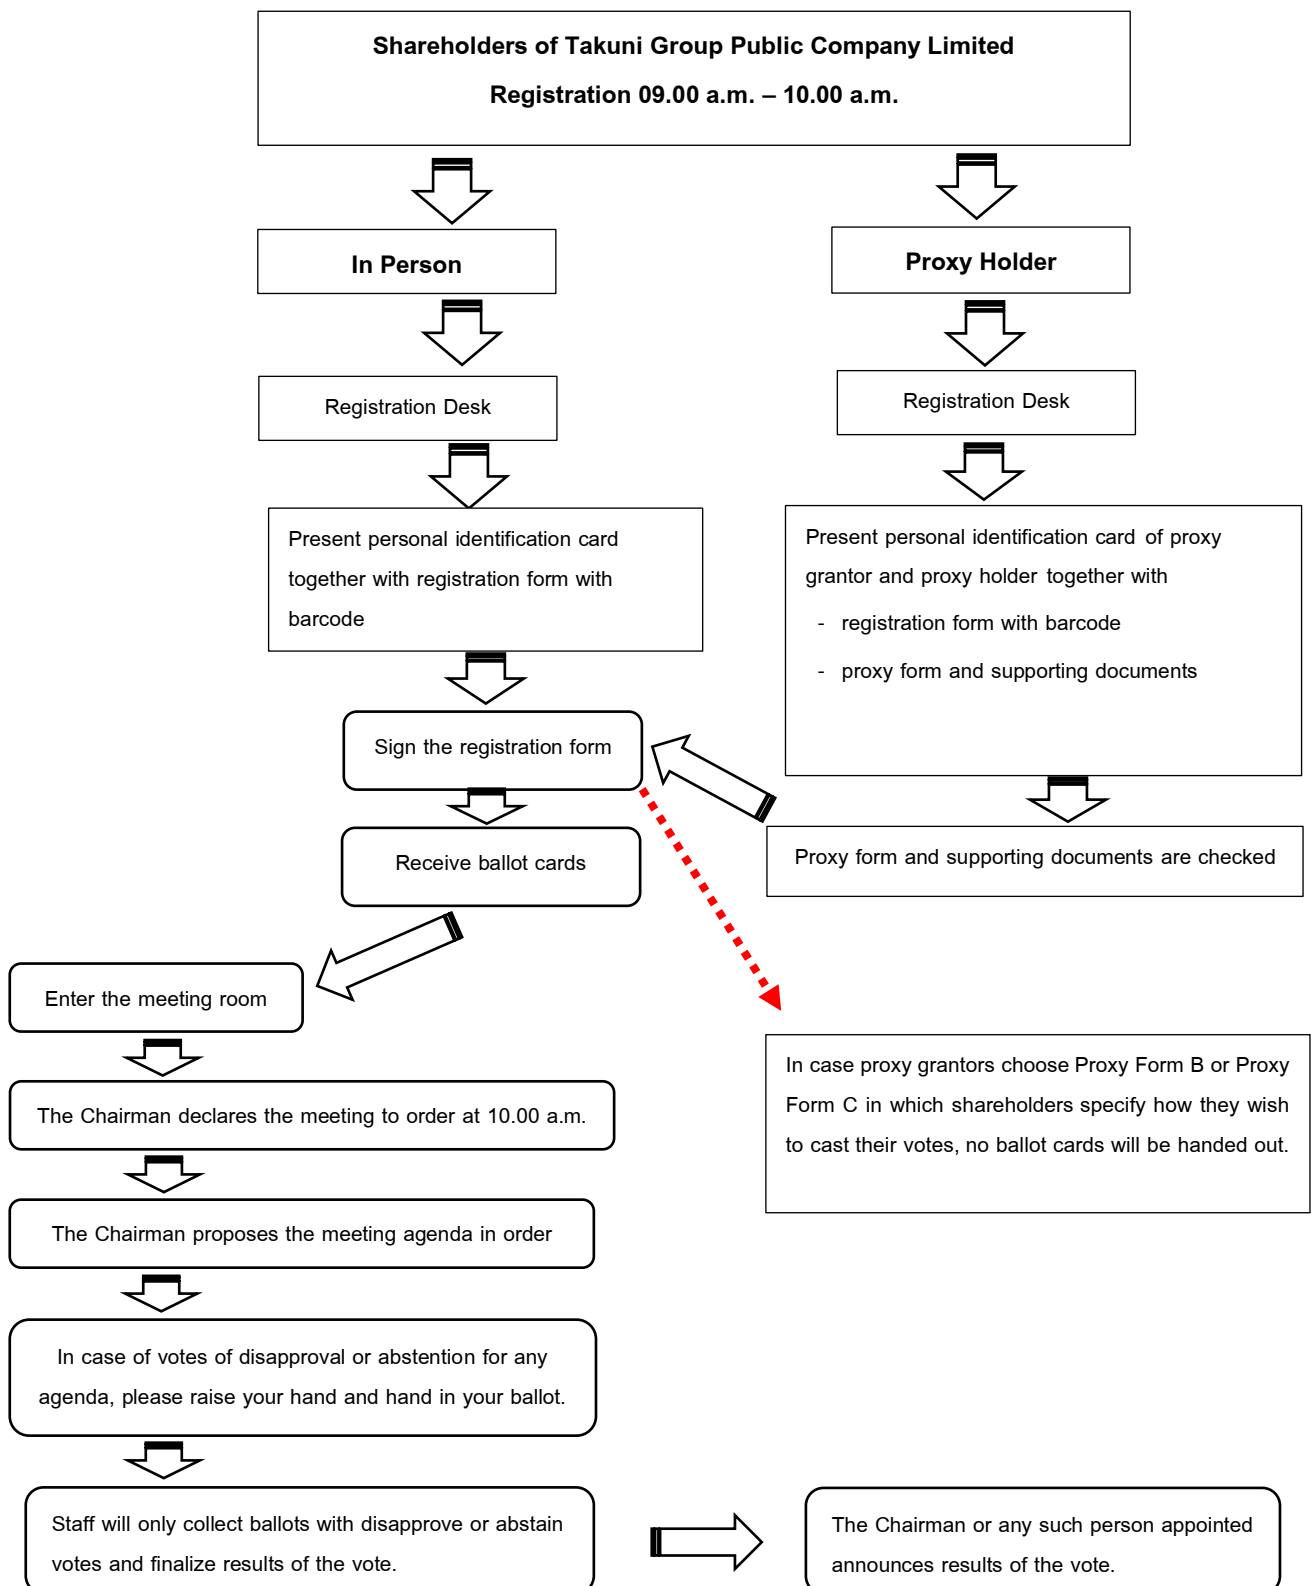 Shareholders of Takuni Group Public Company Limited
Registration 09.00 a.m. – 10.00 a.m.
In Person
Proxy Holder
Registration Desk
Registration Desk
Present personal identification card
together with registration form with
barcode
Present personal identification card of proxy
grantor and proxy holder together with
- registration form with barcode
- proxy form and supporting documents
Sign the registration form
Receive ballot cards
Proxy form and supporting documents are checked
Enter the meeting room
In case proxy grantors choose Proxy Form B or Proxy
Form C in which shareholders specify how they wish
to cast their votes, no ballot cards will be handed out.
The Chairman declares the meeting to order at 10.00 a.m.
The Chairman proposes the meeting agenda in order
In case of votes of disapproval or abstention for any
agenda, please raise your hand and hand in your ballot.
Staff will only collect ballots with disapprove or abstain
votes and finalize results of the vote.
The Chairman or any such person appointed
announces results of the vote.